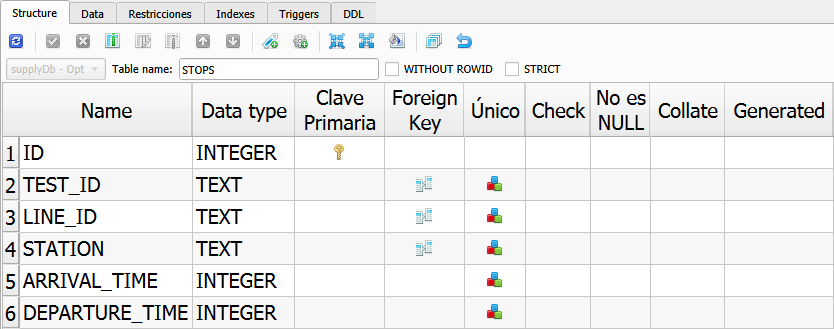 Structure Data Restricciones Indexes Triggers DDL
supplyDb - Opt Table name: STOPS WITHOUT ROWID STRICT
Name Data type Clave Primaria Foreign Key Único Check No es NULL Collate Generated
1 ID INTEGER
2 TEST_ID TEXT
3 LINE_ID TEXT
4 STATION TEXT
5 ARRIVAL_TIME INTEGER
6 DEPARTURE_TIME INTEGER